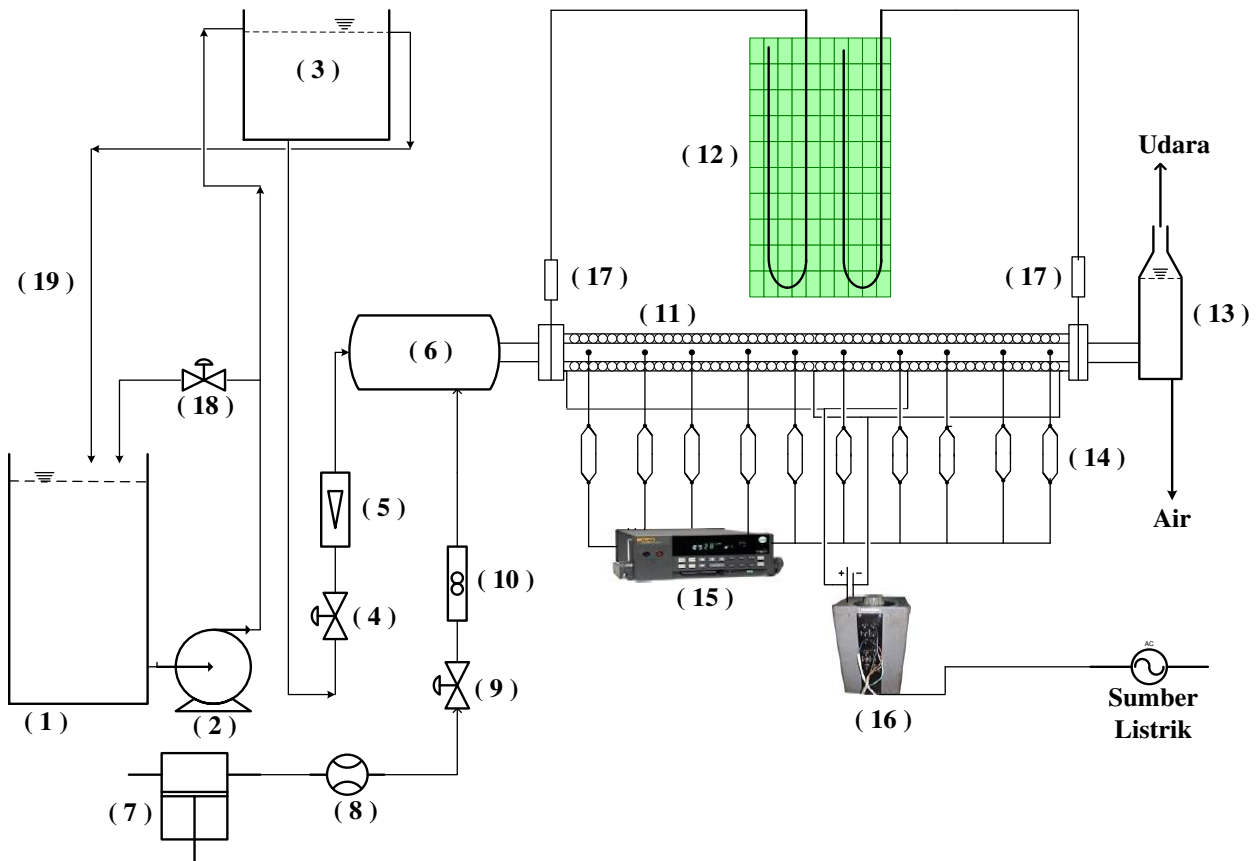 ( 3 )
( 12 )
Udara
( 19 )
( 17 )
( 17 )
( 11 )
( 13 )
( 6 )
( 18 )
( 14 )
( 5 )
Air
( 10 )
+ −
( 15 )
( 4 )
AC
( 9 )
( 1 )
( 2 )
( 16 )
Sumber
Listrik
( 7 )
( 8 )